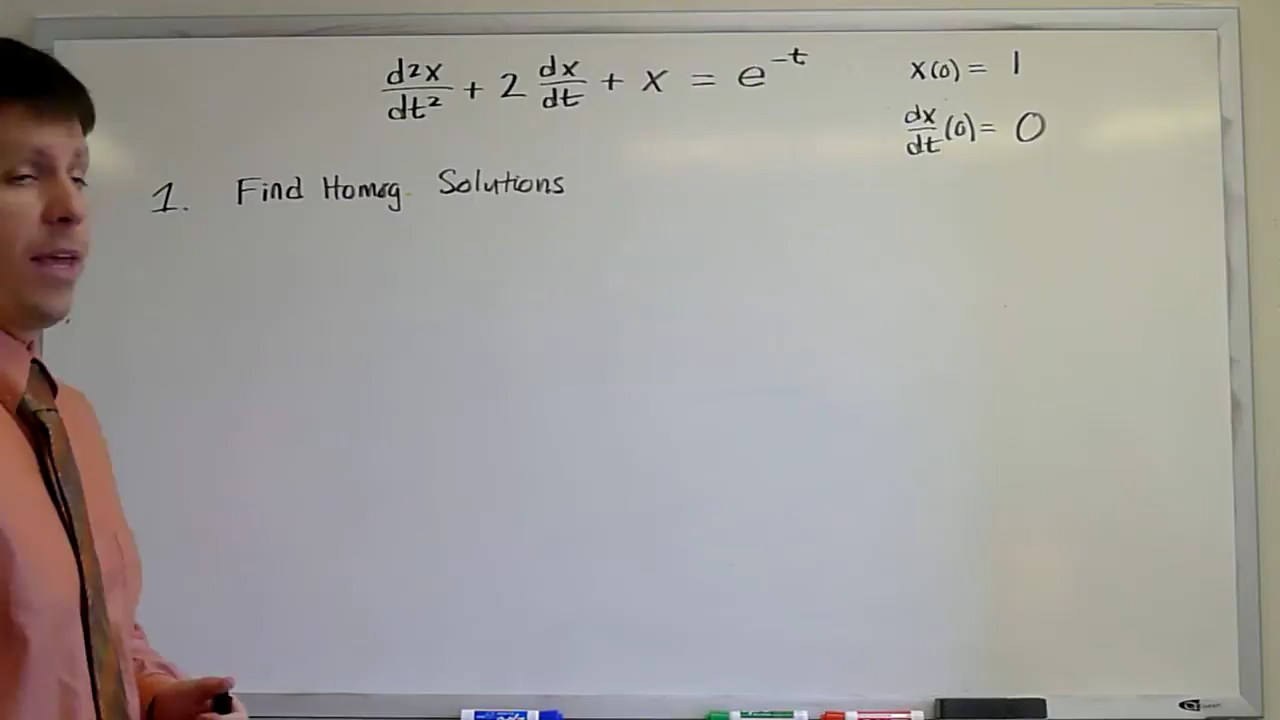 d²x/dt² + 2 dx/dt + x = e^-t
x(0) = 1
dx/dt (0) = 0
1. Find Homog. Solutions